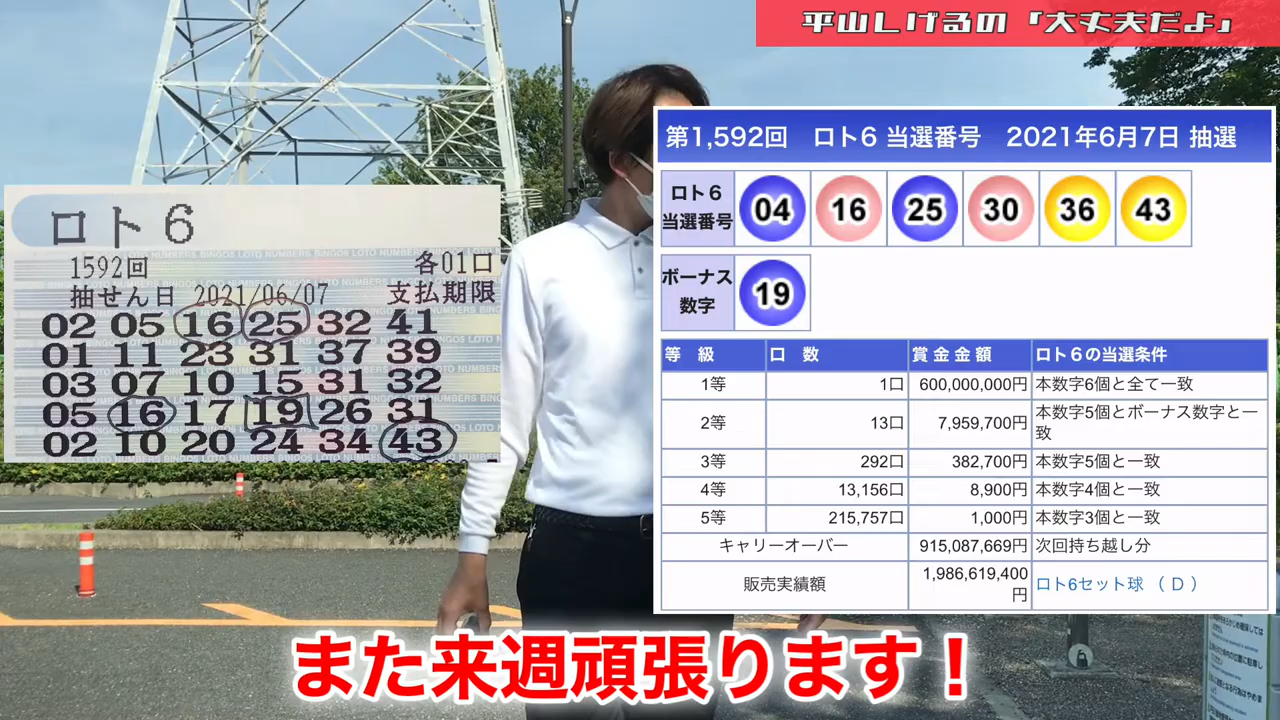 平山しげるの「大丈夫だよ」
ロト6
1592回 各01口
抽せん日 2021/06/07 支払期限
02 05 16 25 32 41
01 11 23 31 37 39
03 07 10 15 31 32
05 16 17 19 26 31
02 10 20 24 34 43
第1,592回 ロト6 当選番号 2021年6月7日 抽選
ロト6
当選番号
04 16 25 30 36 43
ボーナス
数字
19
等 級 口 数 賞 金 金 額 ロト6の当選条件
1等 1口 600,000,000円 本数字6個と全て一致
2等 13口 7,959,700円 本数字5個とボーナス数字と一
致
3等 292口 382,700円 本数字5個と一致
4等 13,156口 8,900円 本数字4個と一致
5等 215,757口 1,000円 本数字3個と一致
キャリーオーバー 915,087,669円 次回持ち越し分
販売実績額 1,986,619,400
円 ロト6セット球 ( D )
また来週頑張ります！